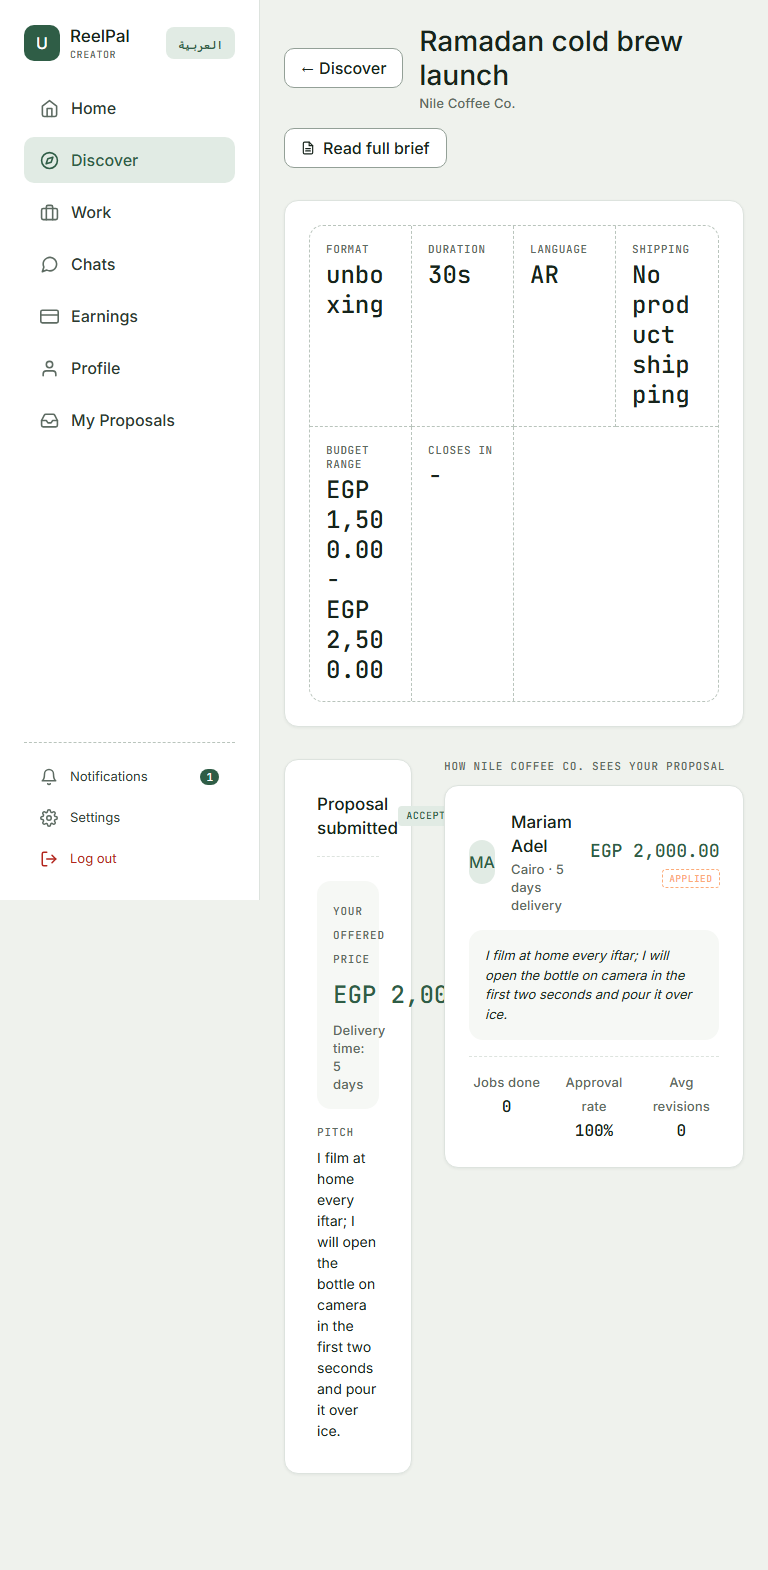 U
ReelPal
CREATOR
العربية
Home
Discover
Work
Chats
Earnings
Profile
My Proposals
Notifications
1
Settings
Log out
← Discover
Ramadan cold brew
launch
Nile Coffee Co.
Read full brief
FORMAT
unbo
xing
DURATION
30s
LANGUAGE
AR
SHIPPING
No
prod
uct
ship
ping
BUDGET
RANGE
EGP
1,50
0.00
-
EGP
2,50
0.00
CLOSES IN
-
Proposal
submitted
ACCEPT
YOUR
OFFERED
PRICE
EGP 2,00
Delivery
time:
5
days
PITCH
I film at
home
every
iftar; I
will open
the
bottle on
camera
in the
first two
seconds
and pour
it over
ice.
HOW NILE COFFEE CO. SEES YOUR PROPOSAL
MA
Mariam
Adel
Cairo · 5
days
delivery
EGP 2,000.00
APPLIED
I film at home every iftar; I will
open the bottle on camera in the
first two seconds and pour it over
ice.
Jobs done
0
Approval
rate
100%
Avg
revisions
0